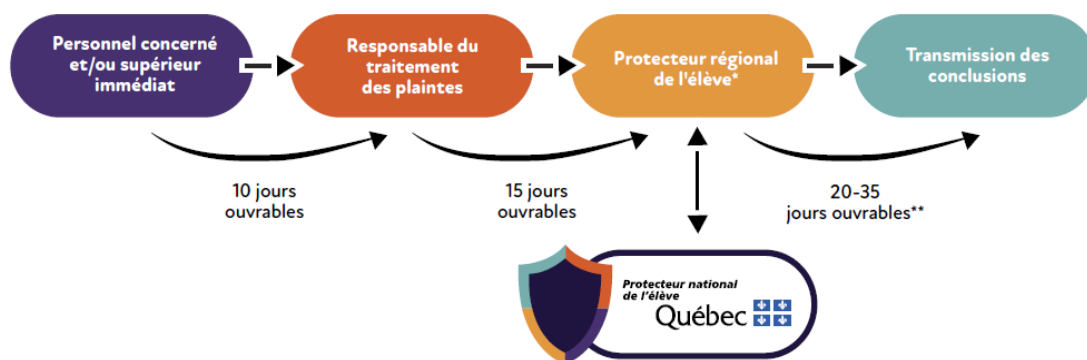 Personnel concerné
et/ou supérieur
immédiat
Responsable du
traitement
des plaintes
Protecteur régional
de l'élève*
Transmission des
conclusions
10 jours
ouvrables
15 jours
ouvrables
20-35
jours ouvrables**
Protecteur national
de l'élève
Québec